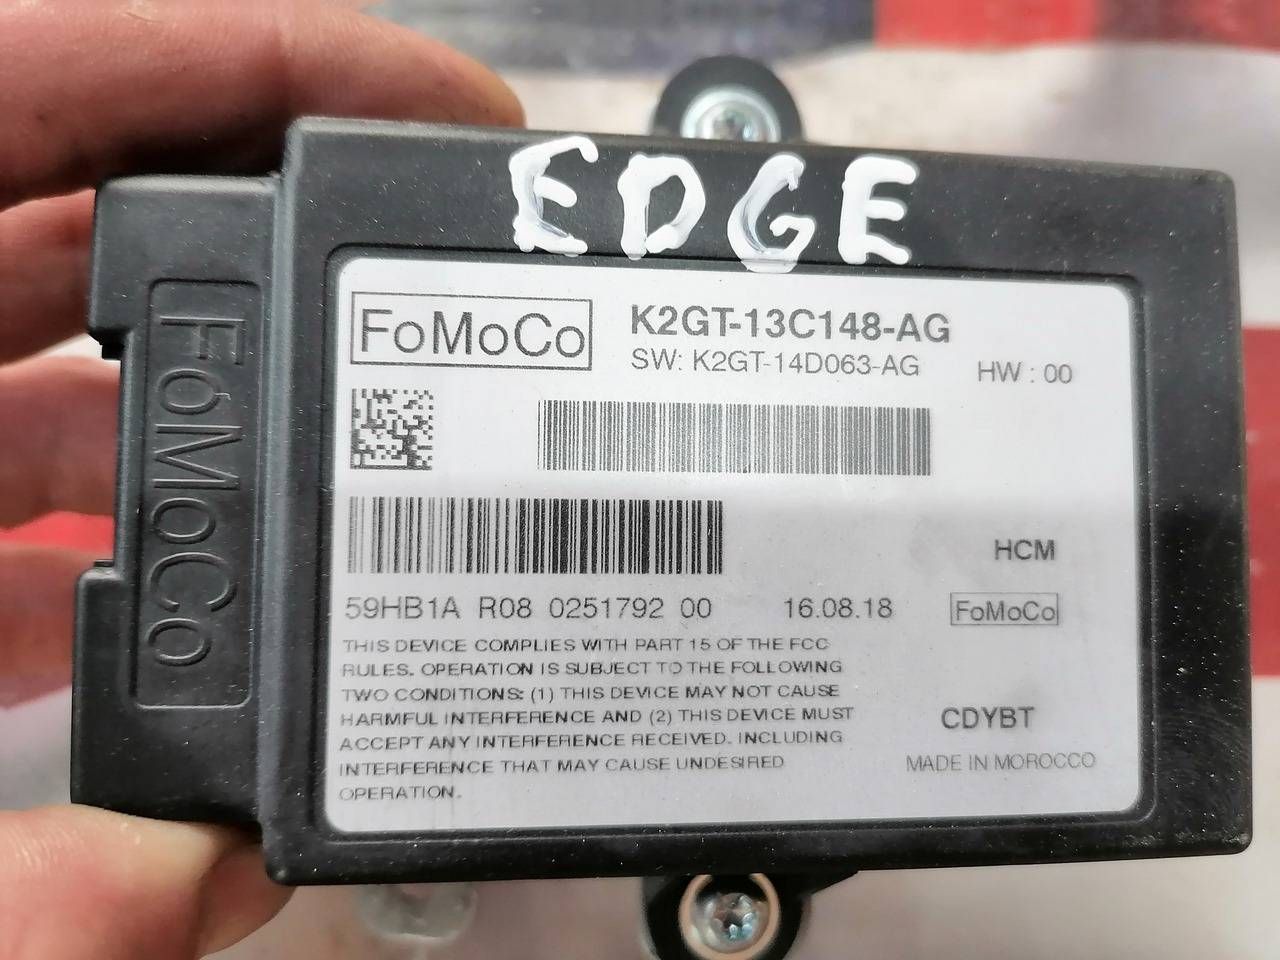 EDGE
FoMoCo
FoMoCo
K2GT-13C148-AG
SW: K2GT-14D063-AG
HW : 00
HCM
59HB1A R08 0251792 00
16.08.18
FoMoCo
THIS DEVICE COMPLIES WITH PART 15 OF THE FCC
RULES. OPERATION IS SUBJECT TO THE FOLLOWING
TWO CONDITIONS: (1) THIS DEVICE MAY NOT CAUSE
HARMFUL INTERFERENCE AND (2) THIS DEVICE MUST
ACCEPT ANY INTERFERENCE RECEIVED. INCLUDING
INTERFERENCE THAT MAY CAUSE UNDESIRED
OPERATION.
CDYBT
MADE IN MOROCCO